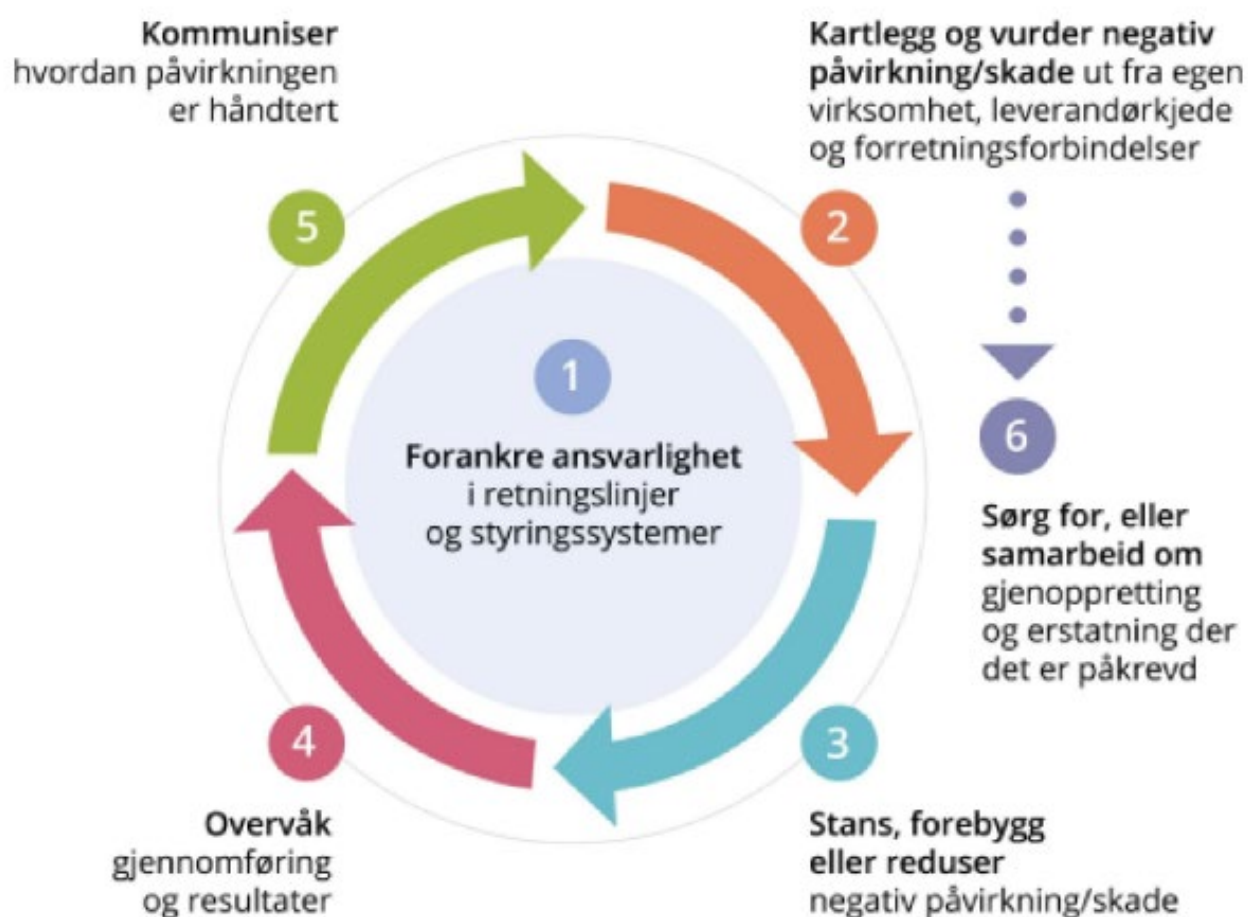 Kommuniser
hvordan påvirkningen
er håndtert
5
Kartlegg og vurder negativ
påvirkning/skade ut fra egen
virksomhet, leverandørkjede
og forretningsforbindelser
2
1
Forankre ansvarlighet
i retningslinjer
og styringssystemer
6
Sørg for, eller
samarbeid om
gjenoppretting
og erstatning der
det er påkrevd
4
Overvåk
gjennomføring
og resultater
3
Stans, forebygg
eller reduser
negativ påvirkning/skade